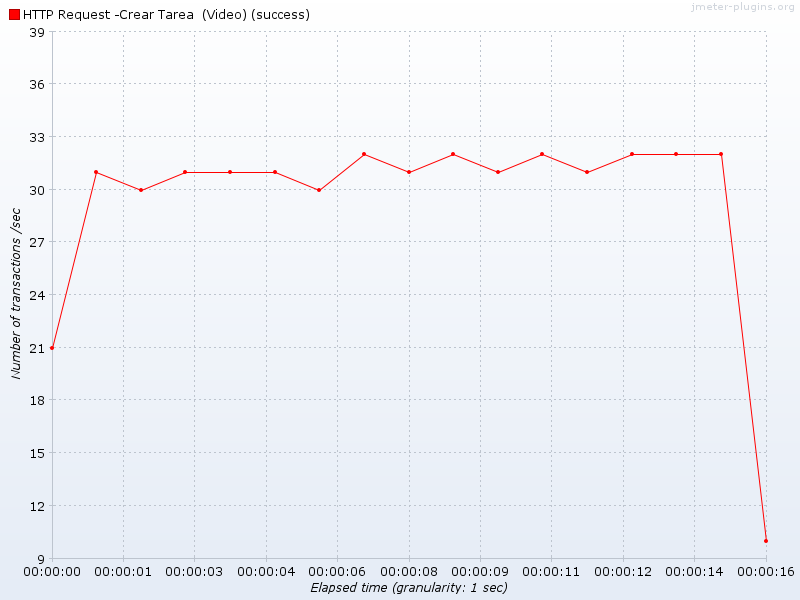 jmeter-plugins.org
HTTP Request -Crear Tarea  (Video) (success)
39
36
33
30
27
24
21
18
15
12
9
Number of transactions /sec
00:00:00 00:00:01 00:00:03 00:00:04 00:00:06 00:00:08 00:00:09 00:00:11 00:00:12 00:00:14 00:00:16
Elapsed time (granularity: 1 sec)